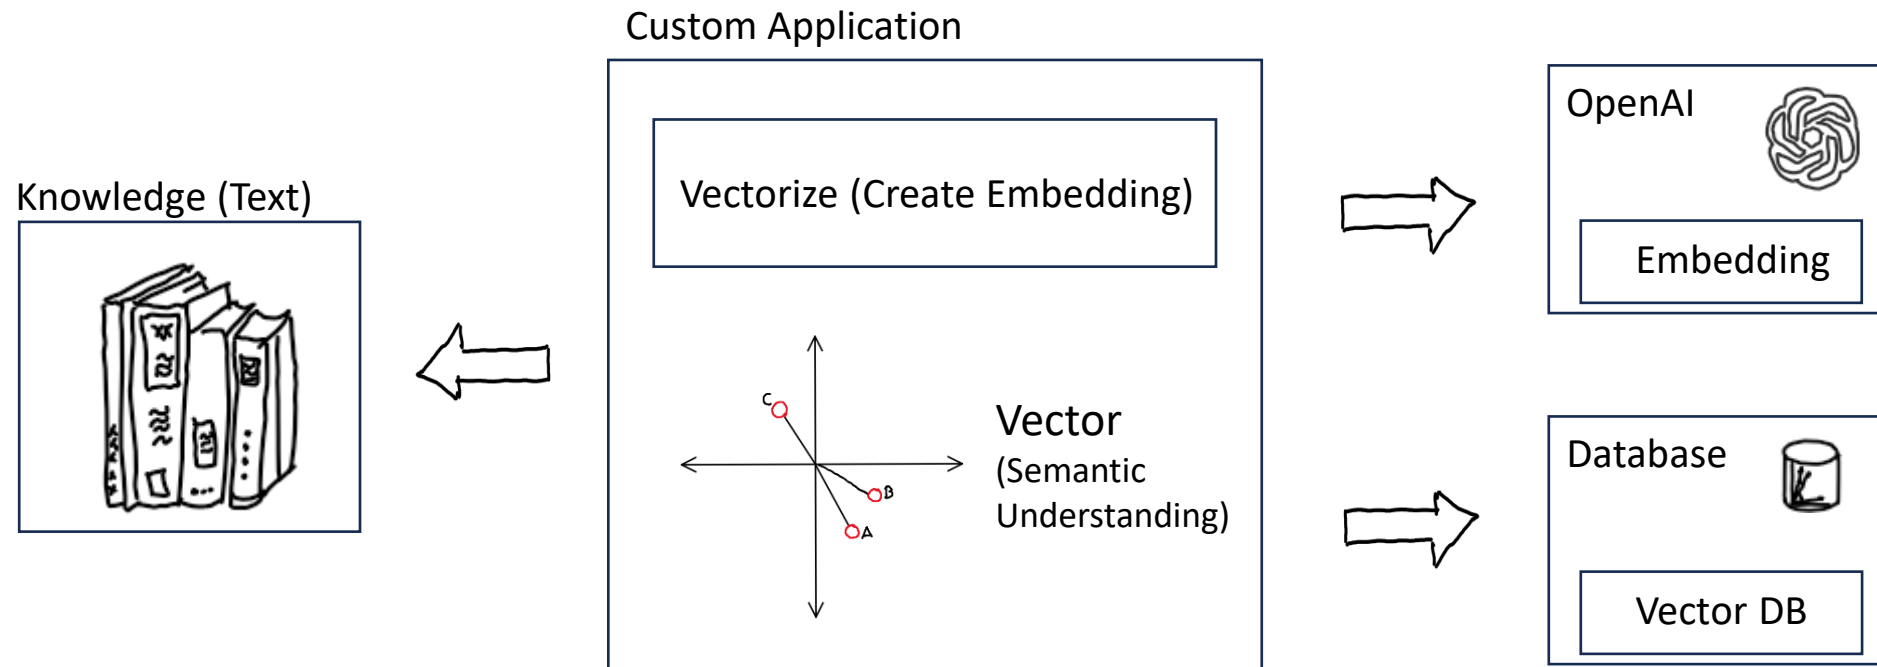 Custom Application
OpenAI
Vectorize (Create Embedding)
Knowledge (Text)
Embedding
C
Vector
(Semantic
Understanding)
B
A
Database
Vector DB